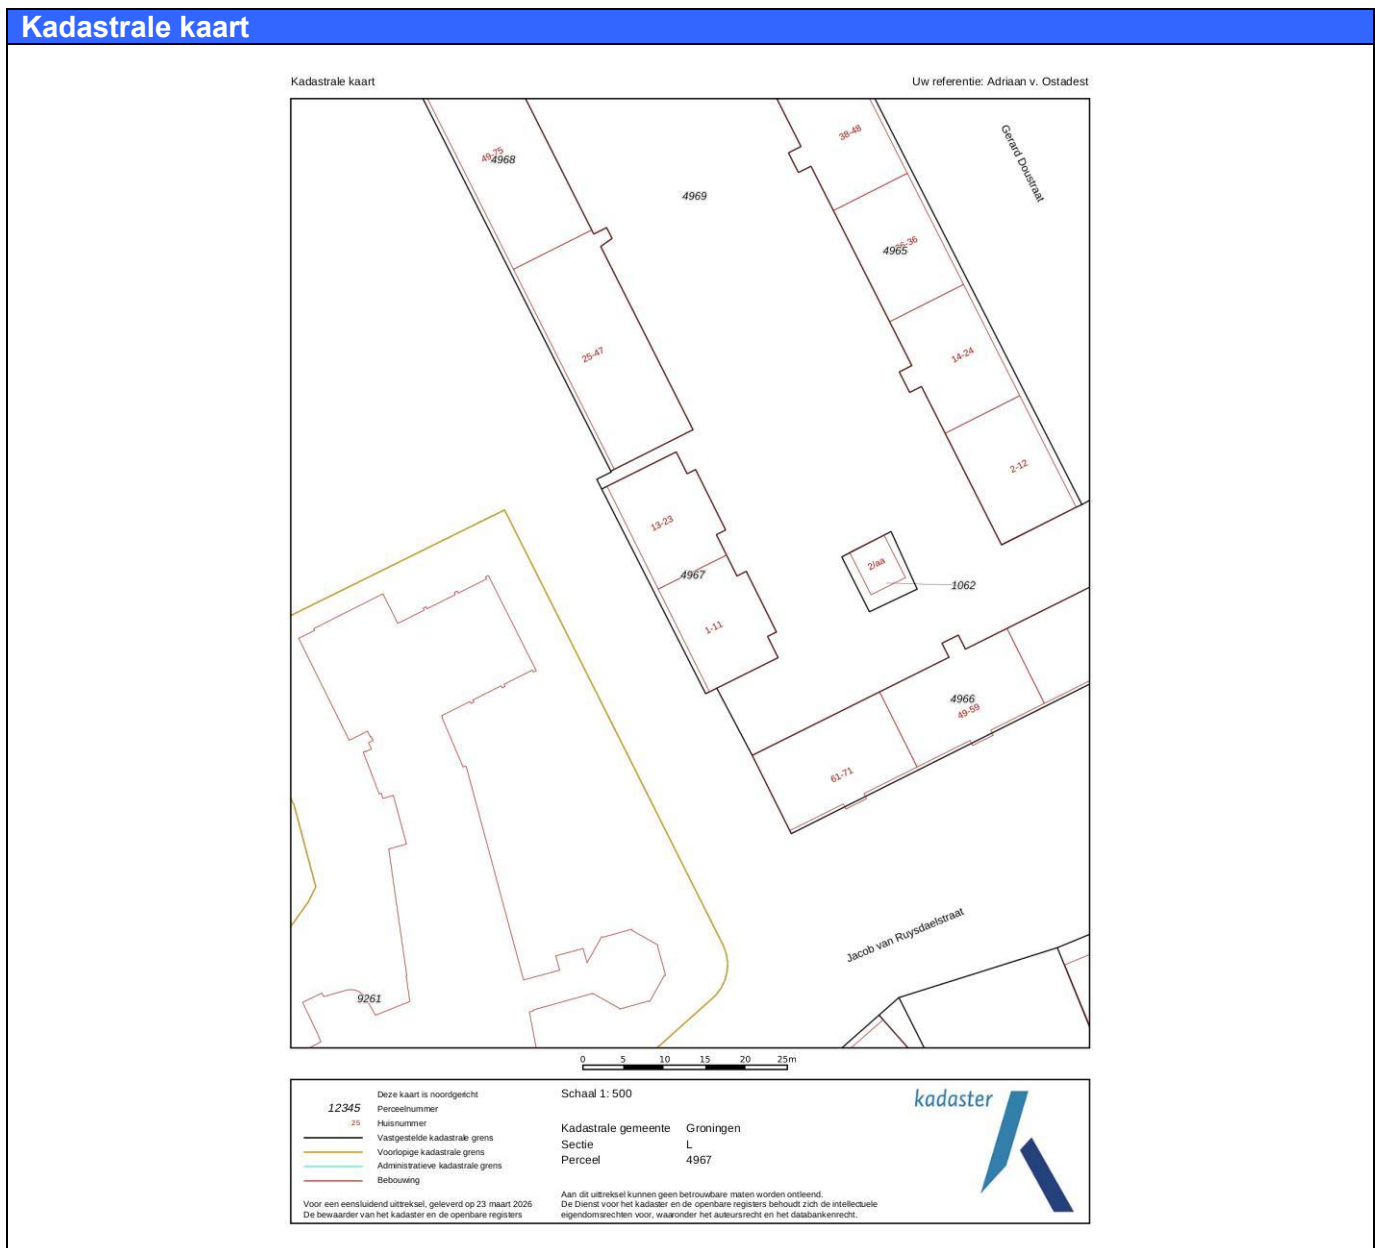 Kadastrale kaart
Kadastrale kaart
Uw referentie: Adriaan v. Ostadest
38-48
Gerard Doustraat
49-75
4968
4969
4965
25-47
14-24
2-12
13-23
2/aa
4967
1062
1-11
4966
49-59
61-71
Jacob van Ruysdaelstraat
9261
0 5 10 15 20 25m
Deze kaart is noordgericht
12345 Perceelnummer
25 Huisnummer
Vastgestelde kadastrale grens
Voorlopige kadastrale grens
Administratieve kadastrale grens
Bebouwing
Voor een eensluidend uittreksel, geleverd op 23 maart 2026
De bewaarder van het kadaster en de openbare registers
Schaal 1: 500
Kadastrale gemeente Groningen
Sectie L
Perceel 4967
Aan dit uittreksel kunnen geen betrouwbare maten worden ontleend.
De Dienst voor het kadaster en de openbare registers behoudt zich de intellectuele
eigendomsrechten voor, waaronder het auteursrecht en het databankenrecht.
kadaster